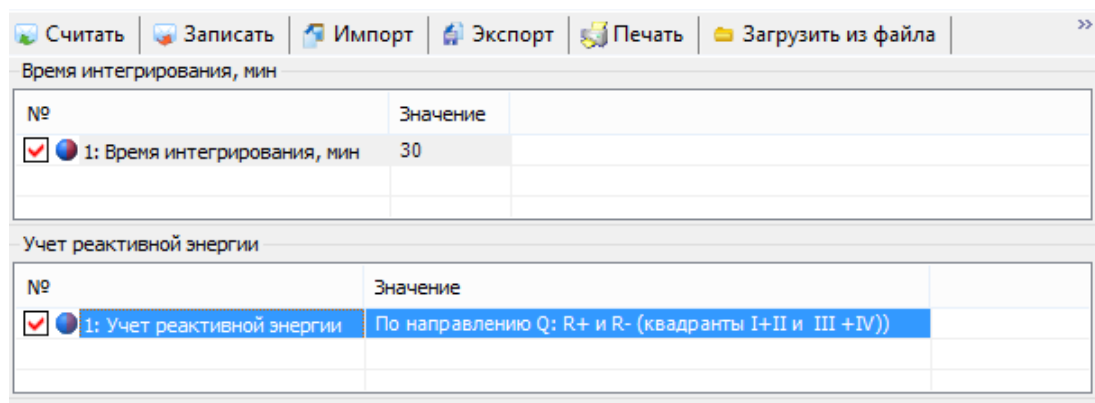 Считать Записать Импорт Экспорт Печать Загрузить из файла »
Время интегрирования, мин
№ Значение
1: Время интегрирования, мин 30
Учет реактивной энергии
№ Значение
1: Учет реактивной энергии По направлению Q: R+ и R- (квадранты I+II и III +IV))